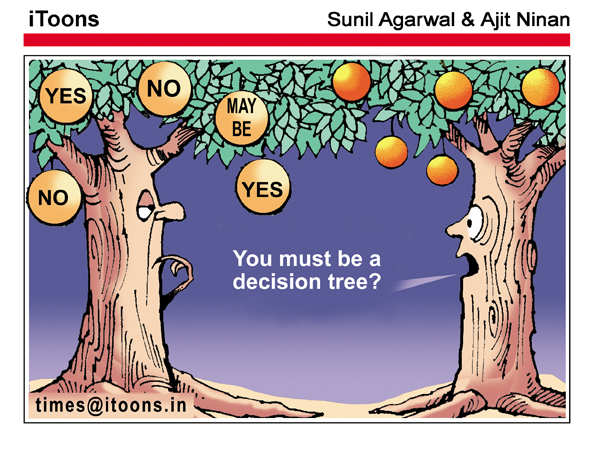 iToons
Sunil Agarwal & Ajit Ninan
YES
NO
MAY
BE
NO
YES
You must be a
decision tree?
times@itoons.in